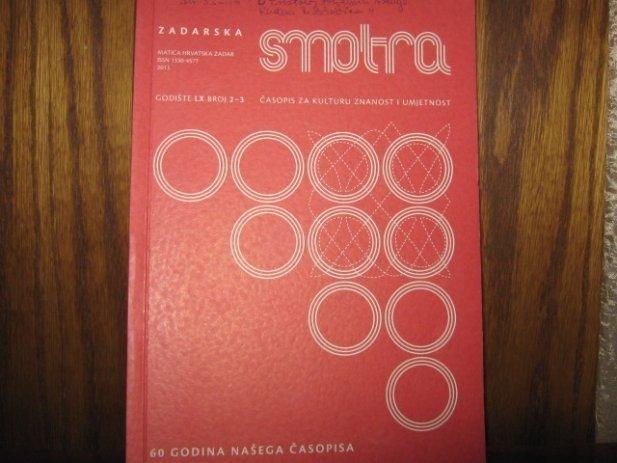 ZADARSKA
smotra
MATICA HRVATSKA ZADAR
ISSN 1330-4577
2011.
GODIŠTE LX BROJ 2–3
ČASOPIS ZA KULTURU ZNANOST I UMJETNOST
60 GODINA NAŠEGA ČASOPISA